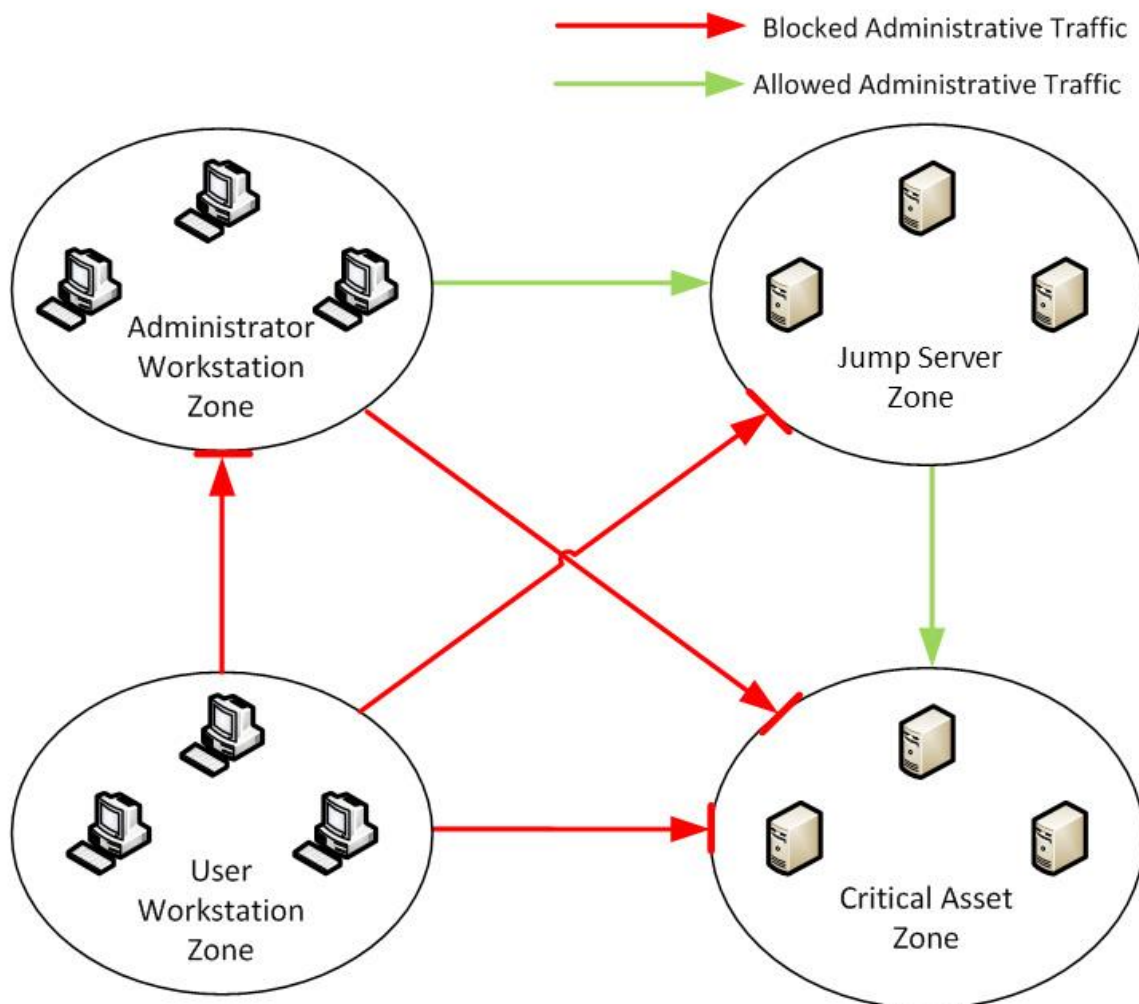 Blocked Administrative Traffic
Allowed Administrative Traffic
Administrator
Workstation
Zone
Jump Server
Zone
User
Workstation
Zone
Critical Asset
Zone